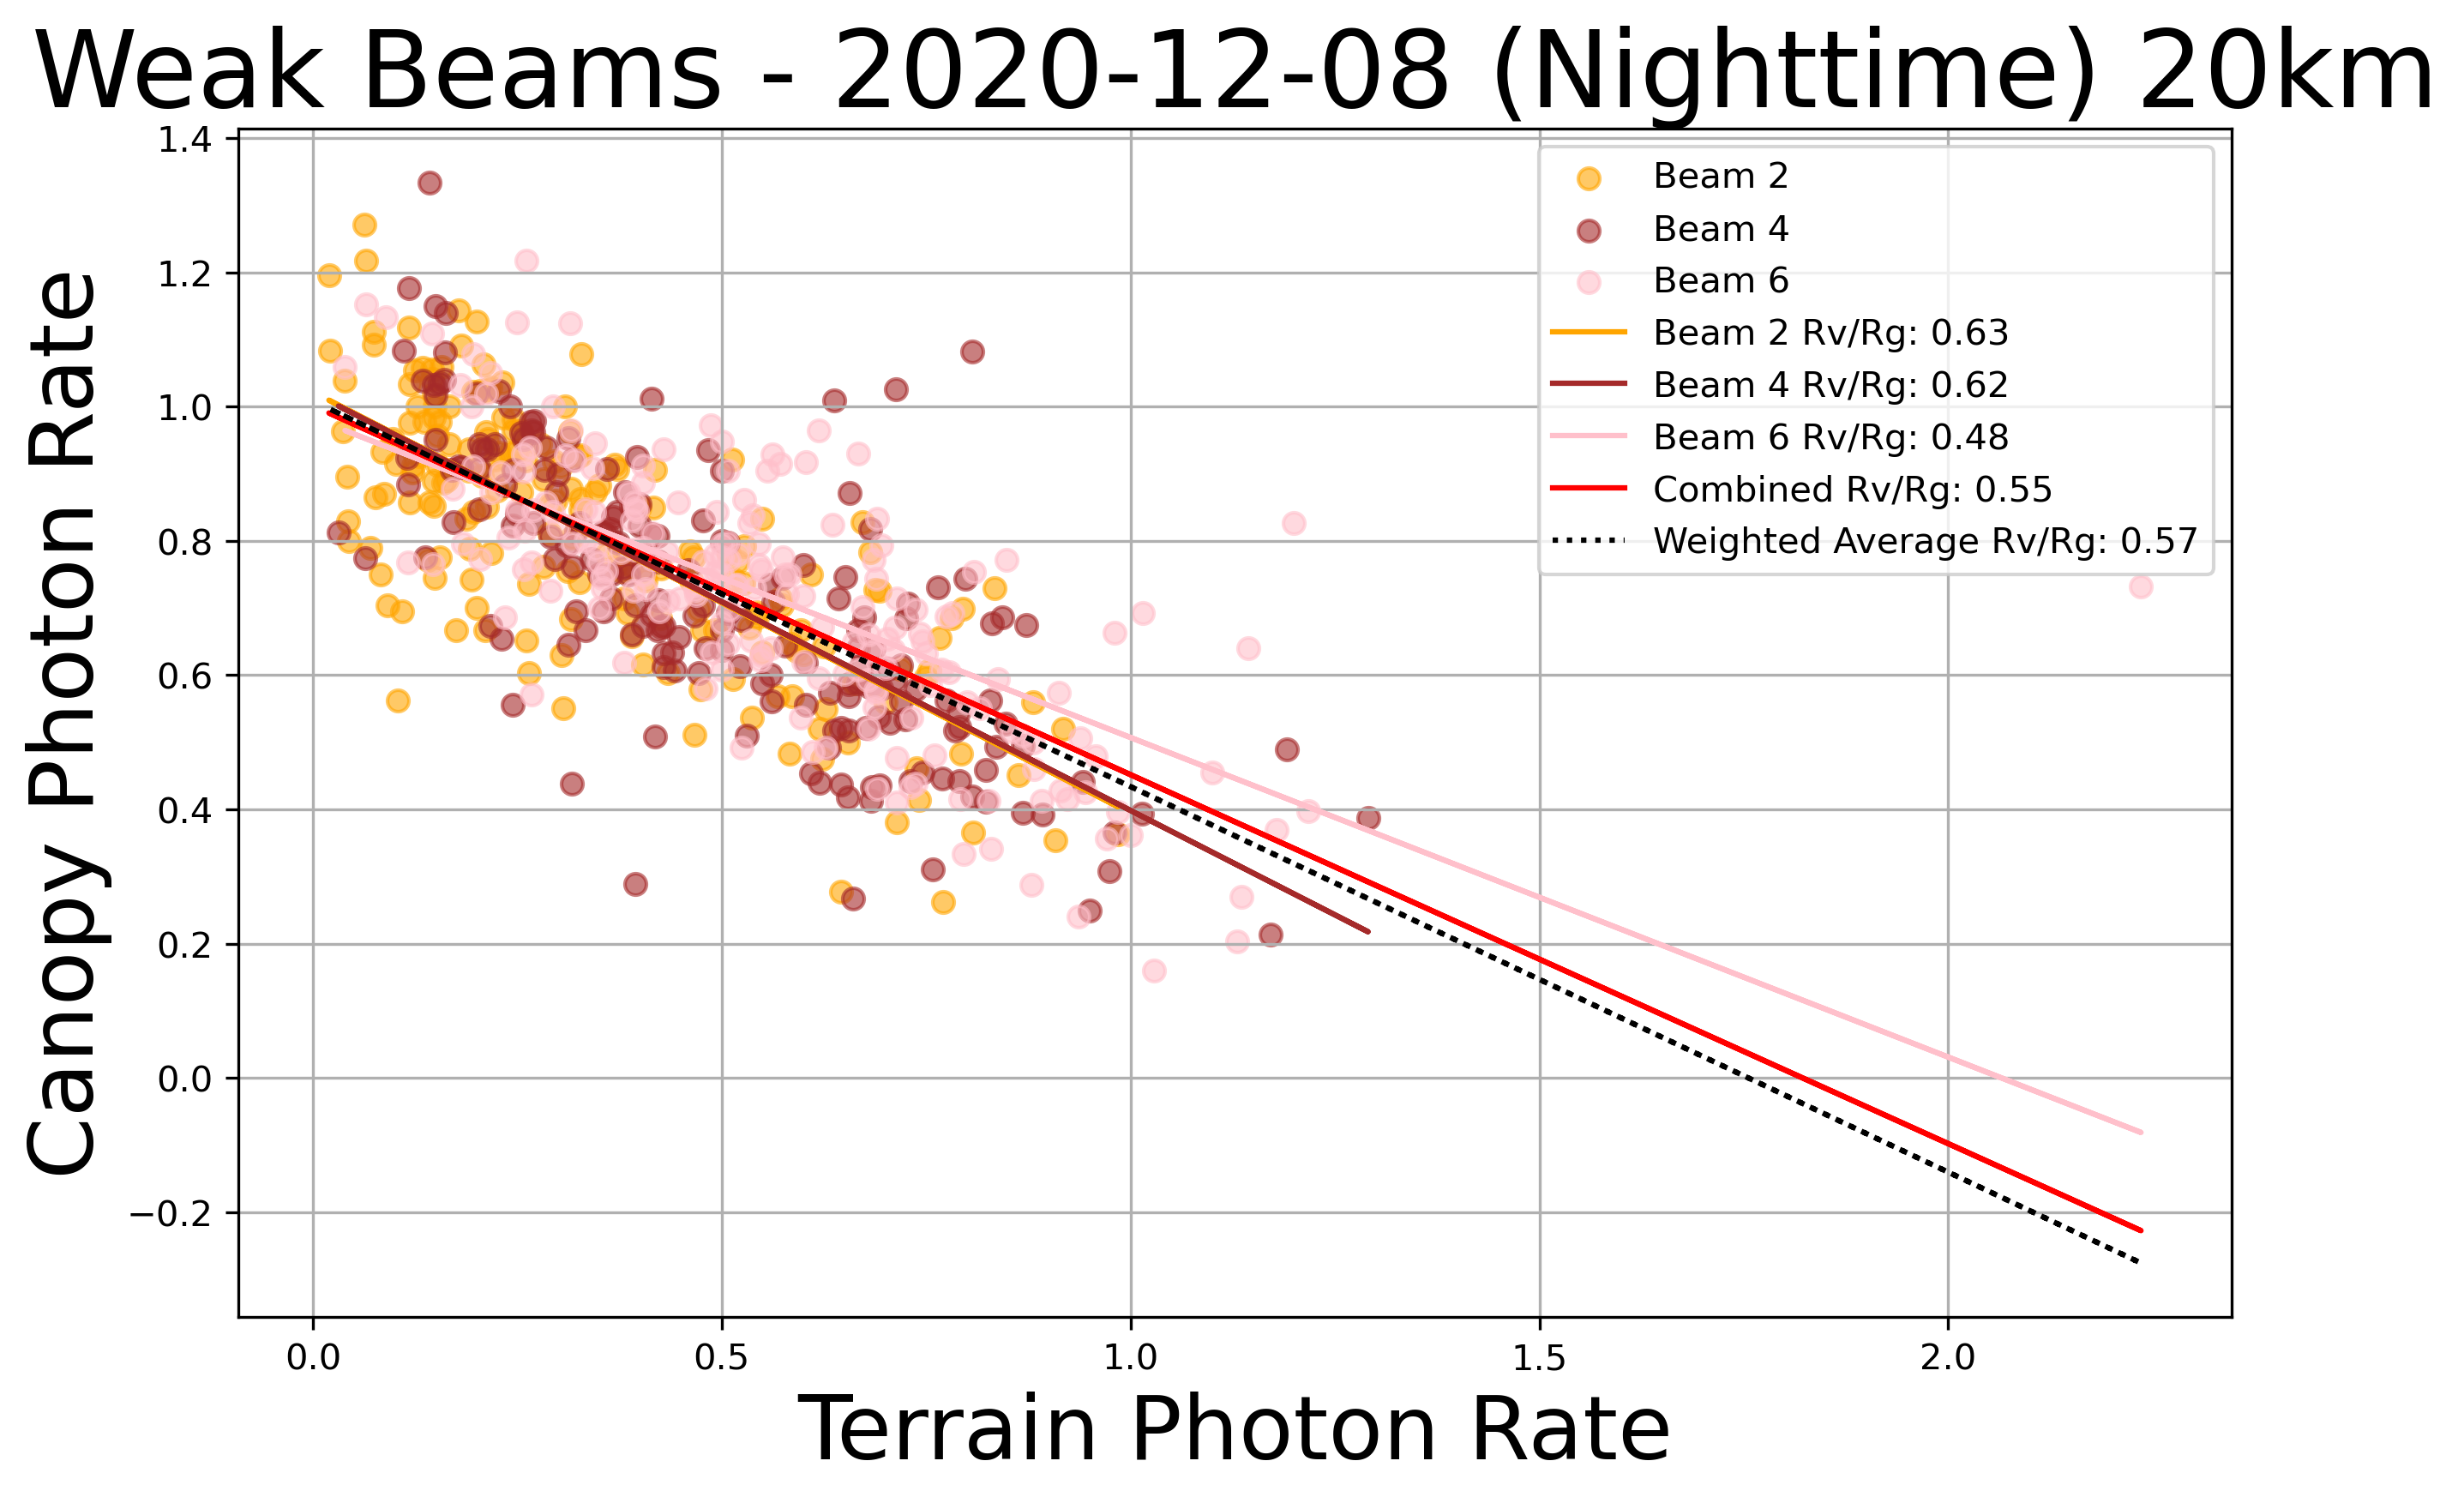 Weak Beams - 2020-12-08 (Nighttime) 20km
Canopy Photon Rate
1.4
1.2
1.0
0.8
0.6
0.4
0.2
0.0
−0.2
Beam 2
Beam 4
Beam 6
Beam 2 Rv/Rg: 0.63
Beam 4 Rv/Rg: 0.62
Beam 6 Rv/Rg: 0.48
Combined Rv/Rg: 0.55
Weighted Average Rv/Rg: 0.57
0.0 0.5 1.0 1.5 2.0
Terrain Photon Rate